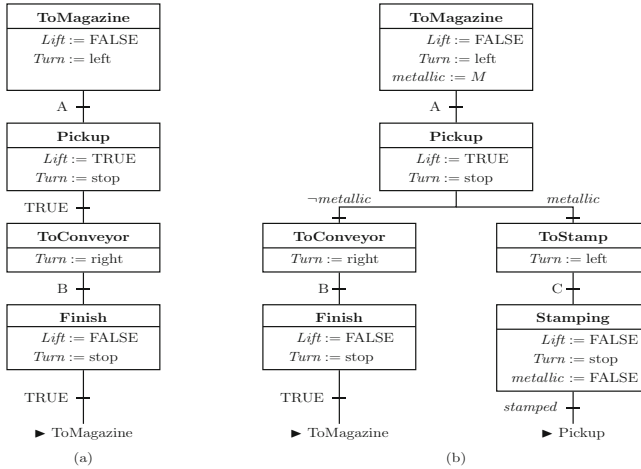 ToMagazine
Lift := FALSE
Turn := left
A
Pickup
Lift := TRUE
Turn := stop
TRUE
ToConveyor
Turn := right
B
Finish
Lift := FALSE
Turn := stop
TRUE
► ToMagazine
(a)
ToMagazine
Lift := FALSE
Turn := left
metallic := M
A
Pickup
Lift := TRUE
Turn := stop
¬metallic
metallic
ToConveyor
Turn := right
B
Finish
Lift := FALSE
Turn := stop
TRUE
► ToMagazine
ToStamp
Turn := left
C
Stamping
Lift := FALSE
Turn := stop
metallic := FALSE
stamped
► Pickup
(b)